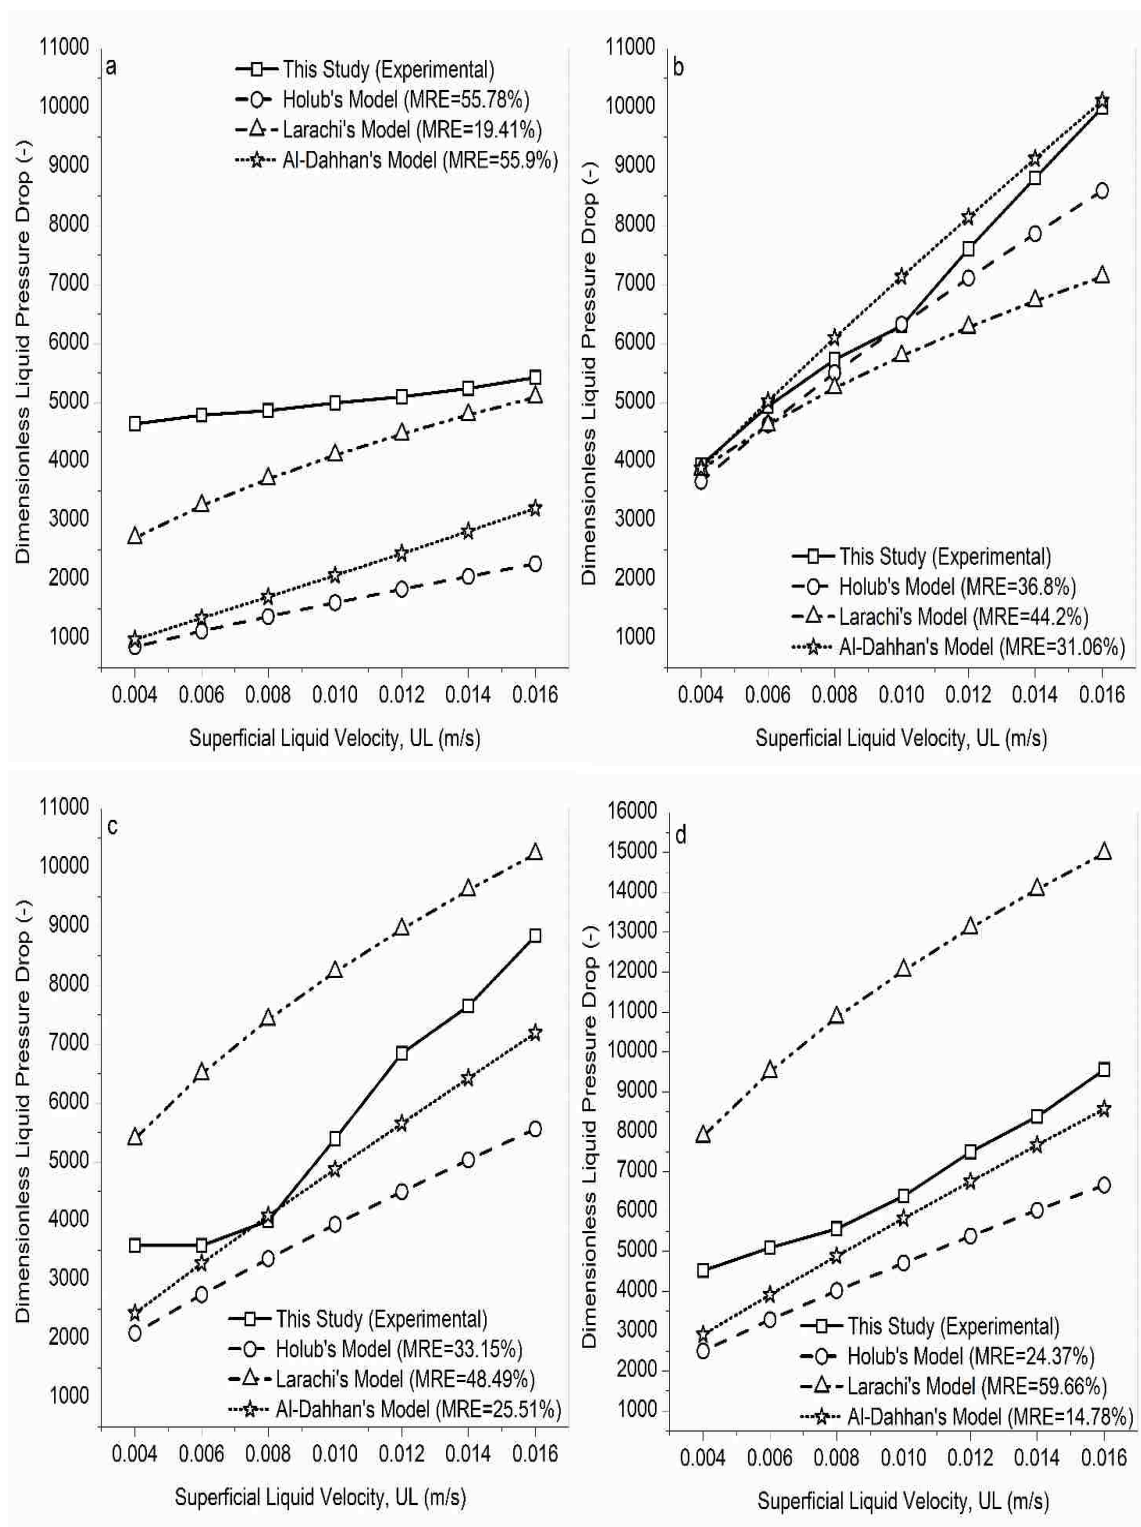 a
This Study (Experimental)
Holub's Model (MRE=55.78%)
Larachi's Model (MRE=19.41%)
Al-Dahhan's Model (MRE=55.9%)
Dimensionless Liquid Pressure Drop (-)
11000
10000
9000
8000
7000
6000
5000
4000
3000
2000
1000
0.004 0.006 0.008 0.010 0.012 0.014 0.016
Superficial Liquid Velocity, UL (m/s)
b
Dimensionless Liquid Pressure Drop (-)
11000
10000
9000
8000
7000
6000
5000
4000
3000
2000
1000
This Study (Experimental)
Holub's Model (MRE=36.8%)
Larachi's Model (MRE=44.2%)
Al-Dahhan's Model (MRE=31.06%)
0.004 0.006 0.008 0.010 0.012 0.014 0.016
Superficial Liquid Velocity, UL (m/s)
c
Dimensionless Liquid Pressure Drop (-)
11000
10000
9000
8000
7000
6000
5000
4000
3000
2000
1000
This Study (Experimental)
Holub's Model (MRE=33.15%)
Larachi's Model (MRE=48.49%)
Al-Dahhan's Model (MRE=25.51%)
0.004 0.006 0.008 0.010 0.012 0.014 0.016
Superficial Liquid Velocity, UL (m/s)
d
Dimensionless Liquid Pressure Drop (-)
16000
15000
14000
13000
12000
11000
10000
9000
8000
7000
6000
5000
4000
3000
2000
1000
This Study (Experimental)
Holub's Model (MRE=24.37%)
Larachi's Model (MRE=59.66%)
Al-Dahhan's Model (MRE=14.78%)
0.004 0.006 0.008 0.010 0.012 0.014 0.016
Superficial Liquid Velocity, UL (m/s)